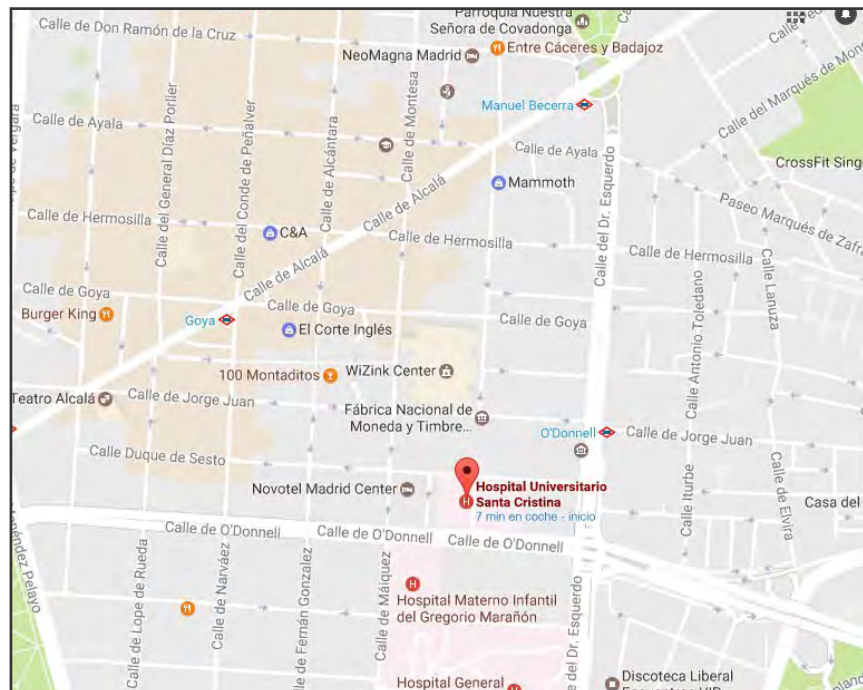 Parroquia Nuestra
Señora de Covadonga
Calle de Don Ramón de la Cruz
NeoMagna Madrid
Entre Cáceres y Badajoz
Manuel Becerra
Calle del Marqués de Mon
Calle de Ayala
Calle de Montesa
Calle del General Díaz Porlier
Calle del Conde de Peñalver
Calle de Alcántara
Calle de Ayala
CrossFit Sing
Mammoth
Calle de Alcalá
Calle del Dr. Esquerdo
Paseo Marqués de Zafra
Calle de Hermosilla
C&A
Calle de Hermosilla
Calle de Hermosilla
Calle de Alcalá
Calle Lanuza
Calle Antonio Toledano
Calle de Goya
Calle de Goya
Calle de Goya
Burger King
Goya
El Corte Inglés
100 Montaditos
WiZink Center
Teatro Alcalá
Calle de Jorge Juan
Fábrica Nacional de
Moneda y Timbre...
O'Donnell
Calle de Jorge Juan
Calle Duque de Sesto
Hospital Universitario
Santa Cristina
7 min en coche - inicio
Novotel Madrid Center
Calle Iturbe
Calle de Elvira
Casa del
Calle de O'Donnell
Calle de O'Donnell
Calle de O'Donnell
Menéndez Pelayo
Calle de Lope de Rueda
Calle de Narváez
Calle de Fernán Gonzalez
Calle de Máiquez
Hospital Materno Infantil
del Gregorio Marañón
le del Dr. Esquerdo
Hospital General
Discoteca Liberal